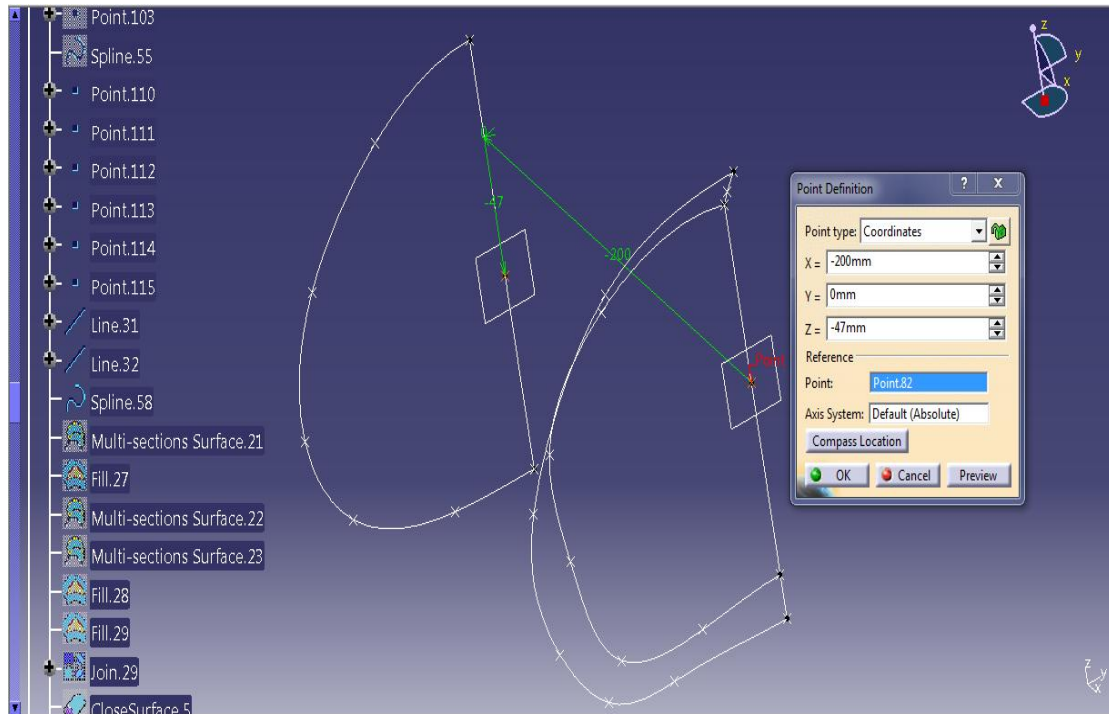 Point.103
Spline.55
Point.110
Point.111
Point.112
Point.113
Point.114
Point.115
Line.31
Line.32
Spline.58
Multi-sections Surface.21
Fill.27
Multi-sections Surface.22
Multi-sections Surface.23
Fill.28
Fill.29
Join.29
CloseSurface.5
-47
-200
Point
z
y
x
Point Definition
? X
Point type: Coordinates
X = -200mm
Y = 0mm
Z = -47mm
Reference
Point: Point.82
Axis System: Default (Absolute)
Compass Location
OK Cancel Preview
z
y
x